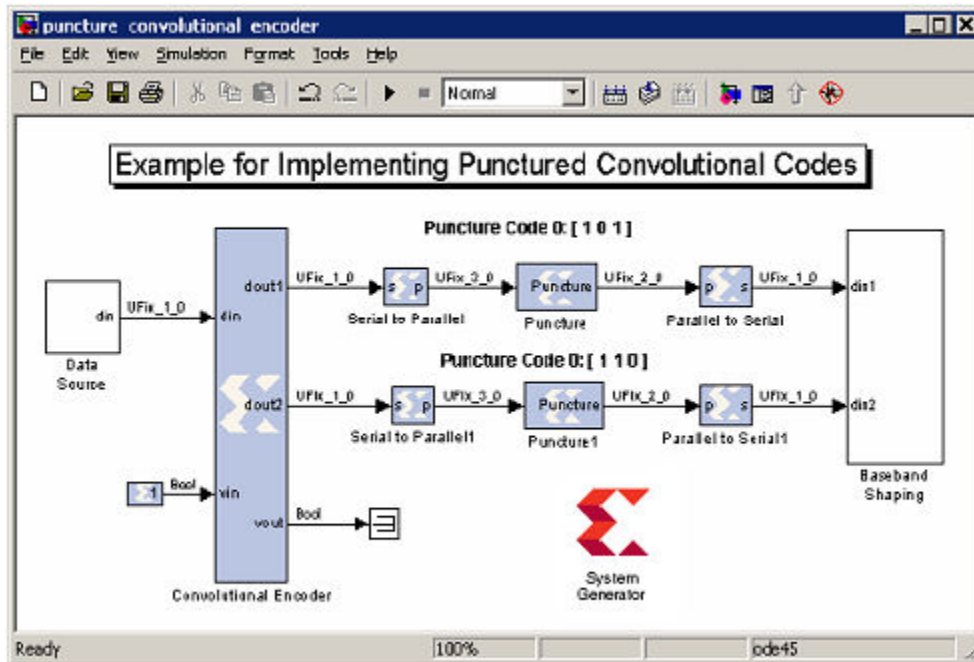 puncture convolutional encoder
File Edit View Simulation Format Tools Help
Normal
Example for Implementing Punctured Convolutional Codes
Puncture Code 0: [ 1 0 1 ]
dout1 UFix_1_0 s p UFix_3_0 Puncture UFix_2_0 p s UFix_1_0 din1
din UFix_1_0 din
Serial to Parallel Puncture Parallel to Serial
Data
Source
Puncture Code 0: [ 1 1 0 ]
dout2 UFix_1_0 s p UFix_3_0 Puncture UFix_2_0 p s UFix_1_0 din2
Serial to Parallel1 Puncture1 Parallel to Serial1
Baseband
Shaping
1 Bool vin
vout Bool
System
Generator
Convolutional Encoder
Ready 100% ode45